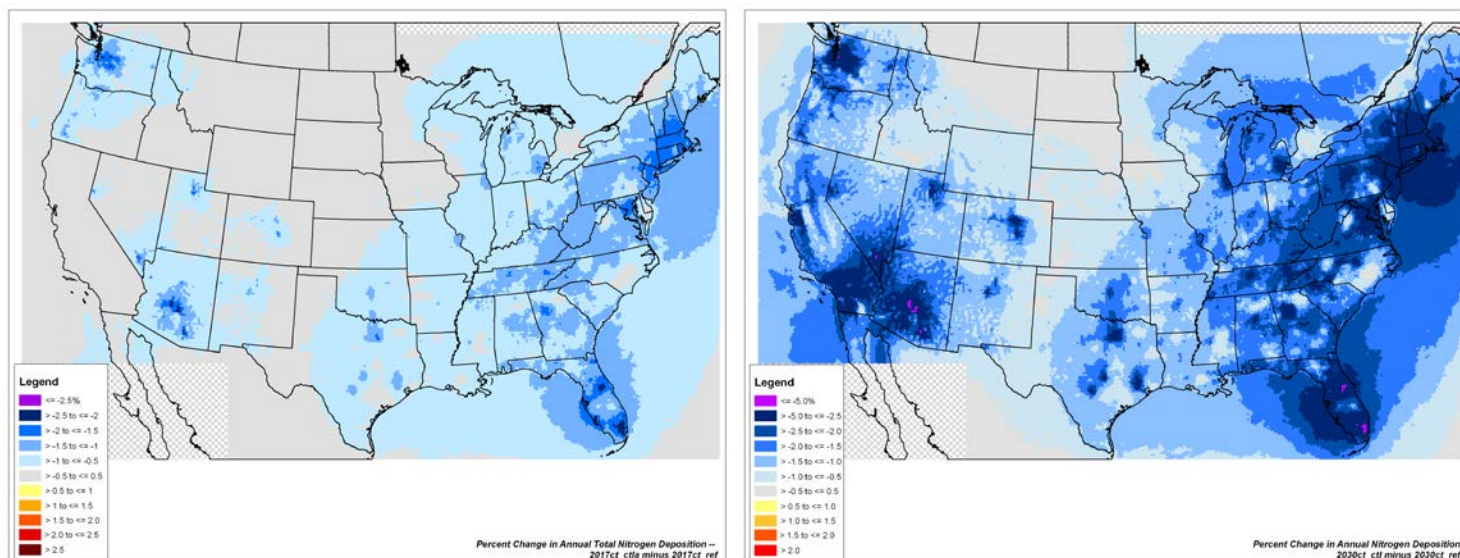 Legend
<= -2.5%
> -2.5 to <= -2
> -2 to <= -1.5
> -1.5 to <= -1
> -1 to <= -0.5
> -0.5 to <= 0.5
> 0.5 to <= 1
> 1 to <= 1.5
> 1.5 to <= 2.0
> 2.0 to <= 2.5
> 2.5
Percent Change in Annual Total Nitrogen Deposition --
2017ct_ctla minus 2017ct_ref
Legend
<= -5.0%
> -5.0 to <= -2.5
> -2.5 to <= -2.0
> -2.0 to <= -1.5
> -1.5 to <= -1.0
> -1.0 to <= -0.5
> -0.5 to <= 0.5
> 0.5 to <= 1.0
> 1.0 to <= 1.5
> 1.5 to <= 2.0
> 2.0
Percent Change in Annual Nitrogen Deposition
2030ct_ctl minus 2030ct_ref